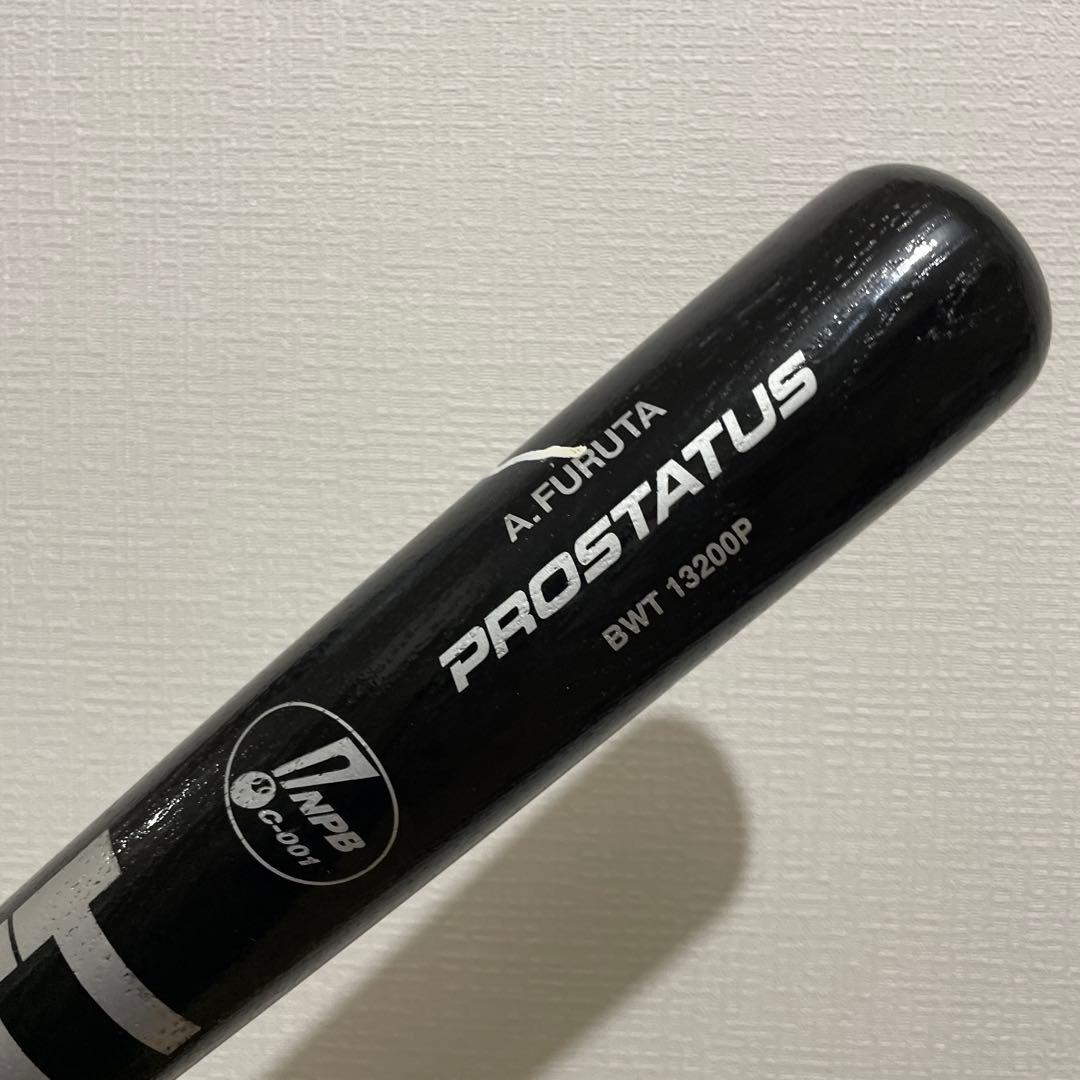 A.FURUTA
PROSTATUS
BWT 13200P
NPB
C-001